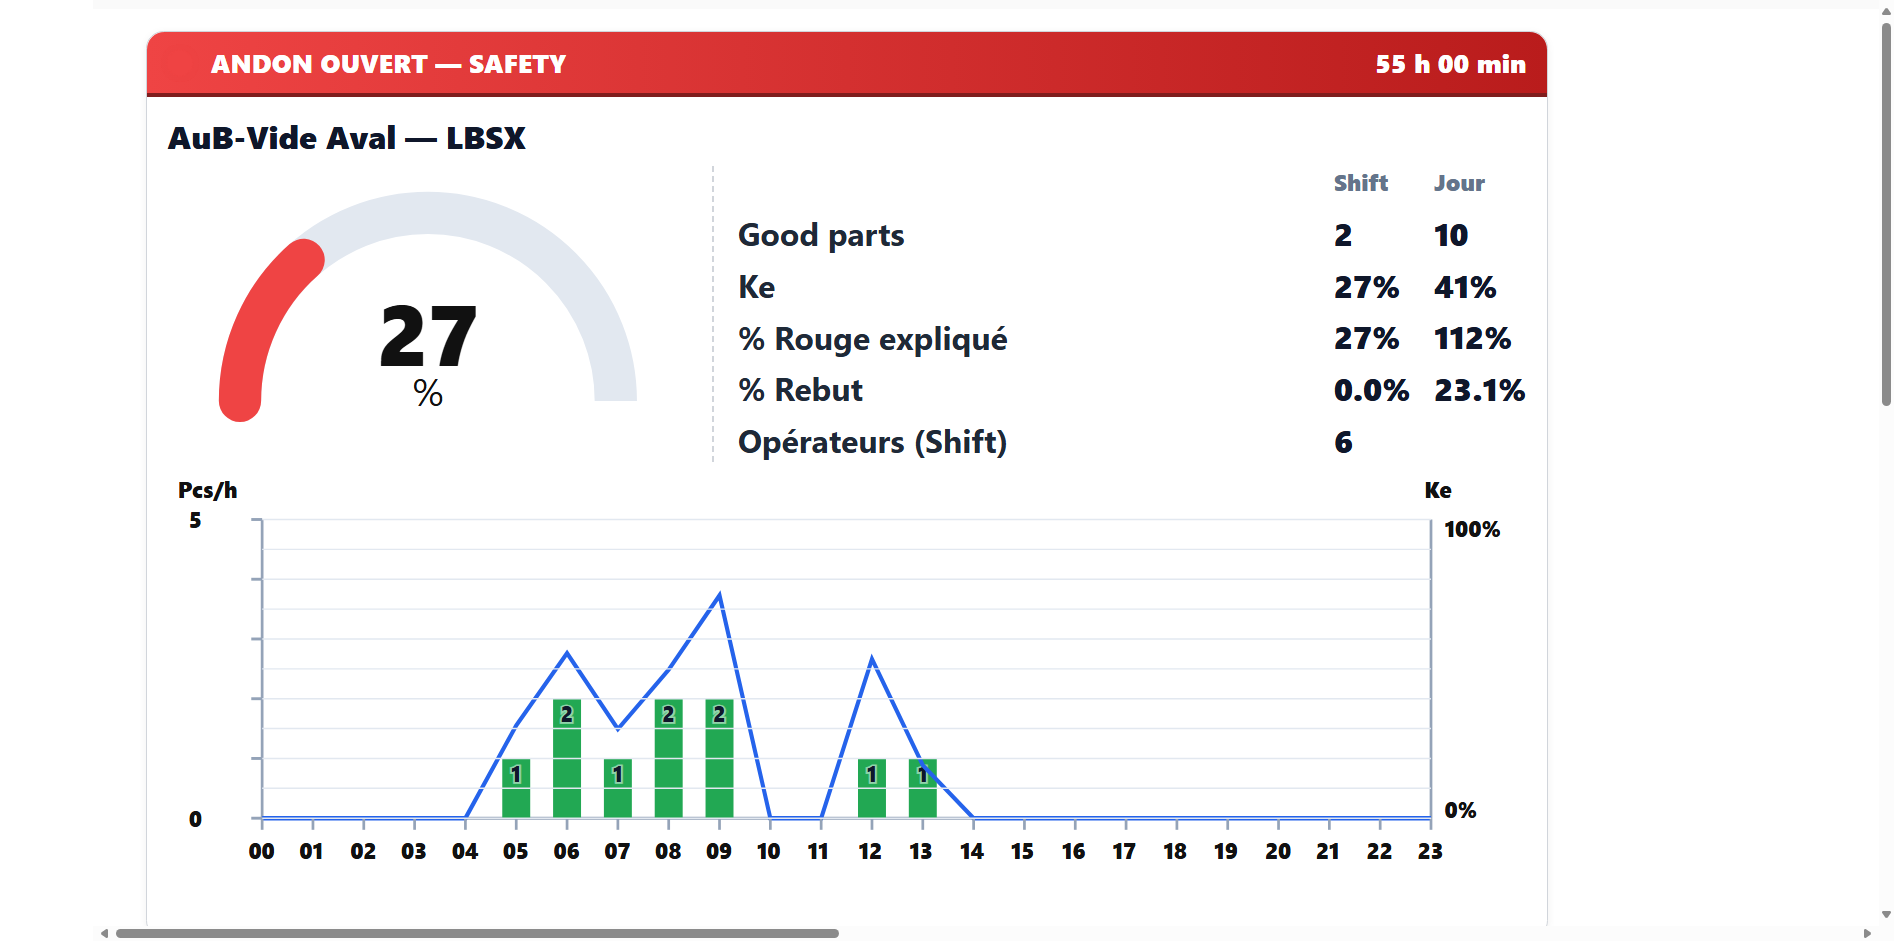 ANDON OUVERT — SAFETY 55 h 00 min
AuB-Vide Aval — LBSX
27
%
Shift Jour
Good parts 2 10
Ke 27% 41%
% Rouge expliqué 27% 112%
% Rebut 0.0% 23.1%
Opérateurs (Shift) 6
Pcs/h Ke
5 100%
2 2 2
1 1 1 1
0 0%
00 01 02 03 04 05 06 07 08 09 10 11 12 13 14 15 16 17 18 19 20 21 22 23